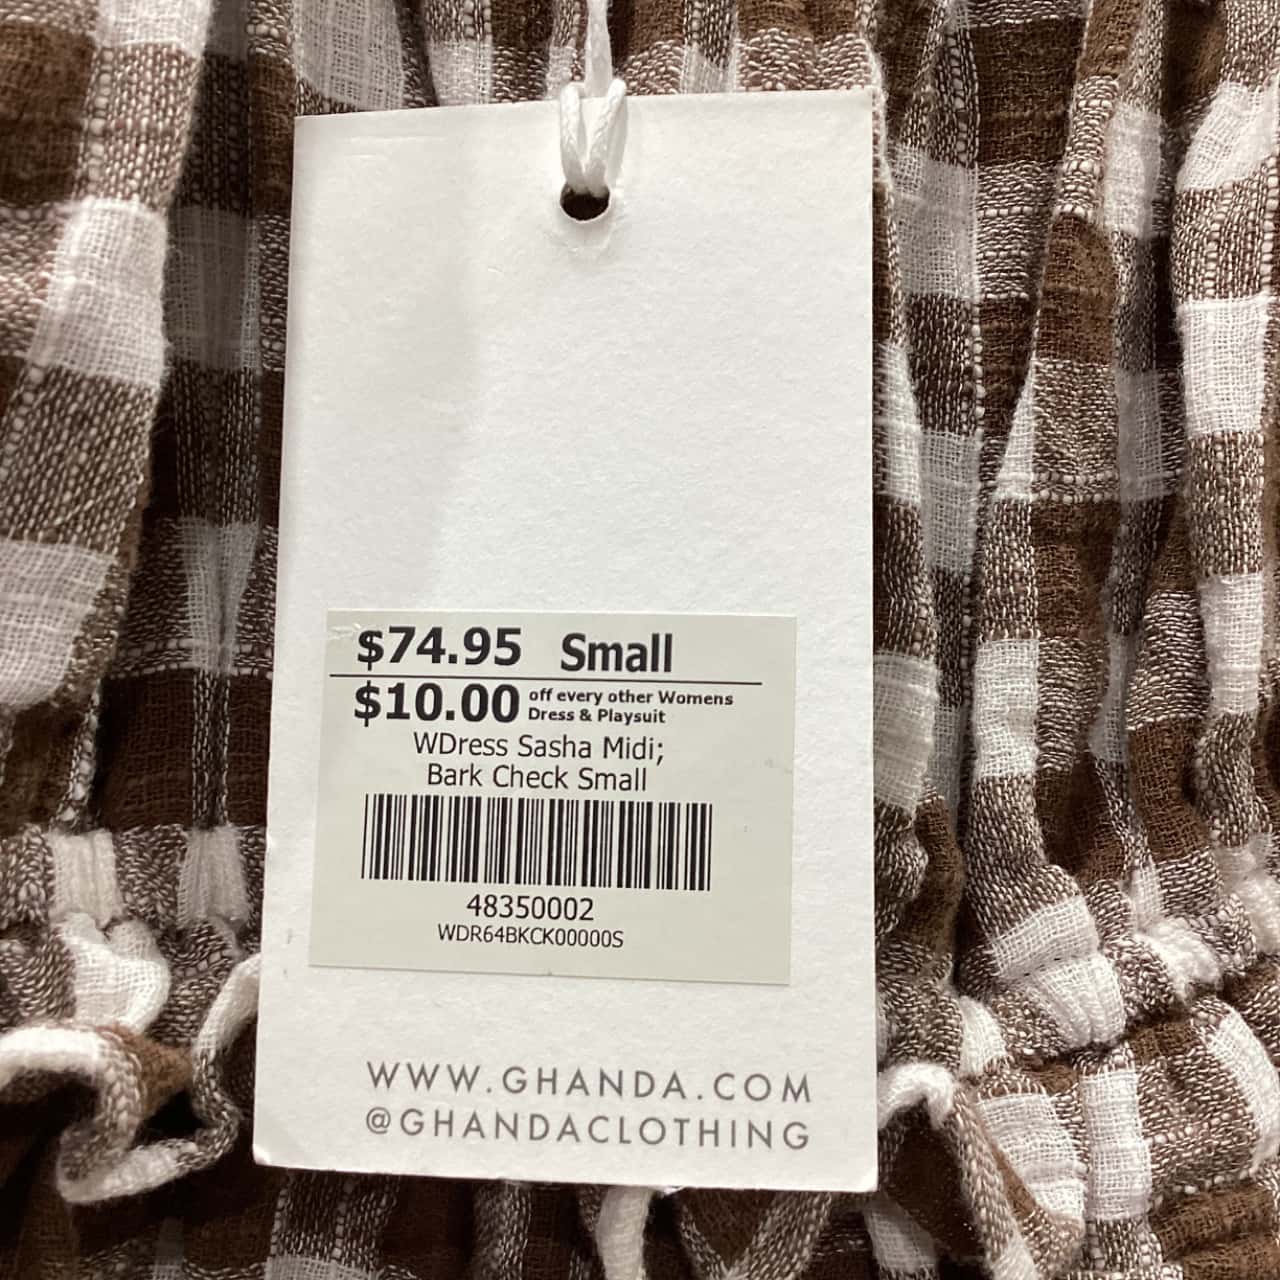 $74.95 Small
$10.00 off every other Womens
Dress & Playsuit
WDress Sasha Midi;
Bark Check Small
48350002
WDR64BKCK00000S
WWW.GHANDA.COM
@GHANDACLOTHING